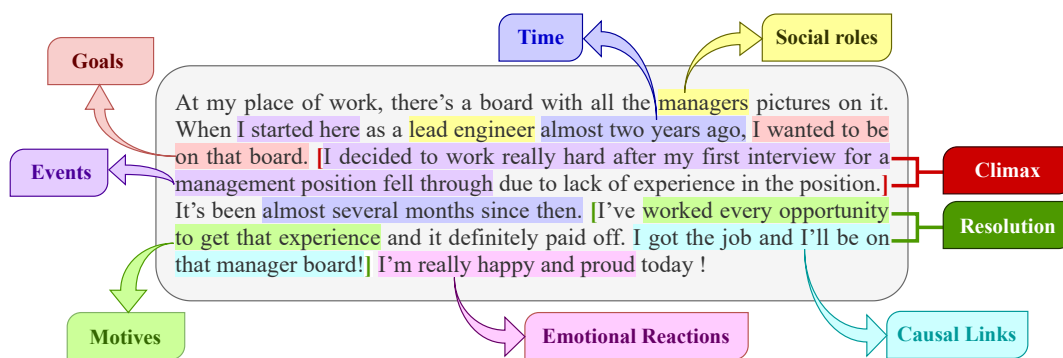 Time
Social roles
Goals
At my place of work, there's a board with all the managers pictures on it.
When I started here as a lead engineer almost two years ago, I wanted to be
on that board. [I decided to work really hard after my first interview for a
Events
management position fell through due to lack of experience in the position.]
Climax
It's been almost several months since then. [I've worked every opportunity
Resolution
to get that experience and it definitely paid off. I got the job and I'll be on
that manager board!] I'm really happy and proud today !
Motives
Emotional Reactions
Causal Links